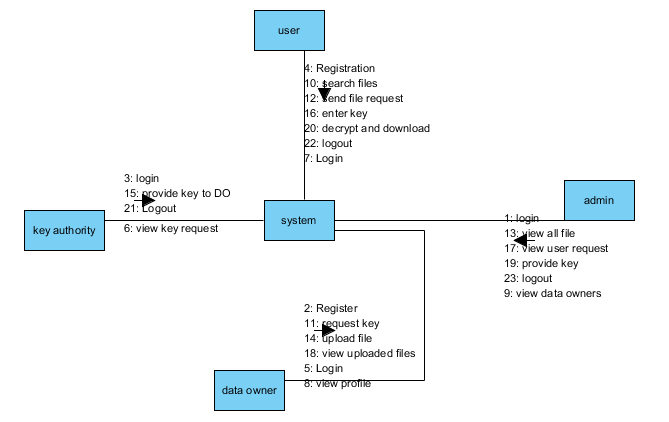 user
4: Registration
10: search files
12: send file request
16: enter key
20: decrypt and download
22: logout
7: Login
3: login
15: provide key to DO
21: Logout
6: view key request
key authority
system
admin
1: login
13: view all file
17: view user request
19: provide key
23: logout
9: view data owners
2: Register
11: request key
14: upload file
18: view uploaded files
5: Login
8: view profile
data owner